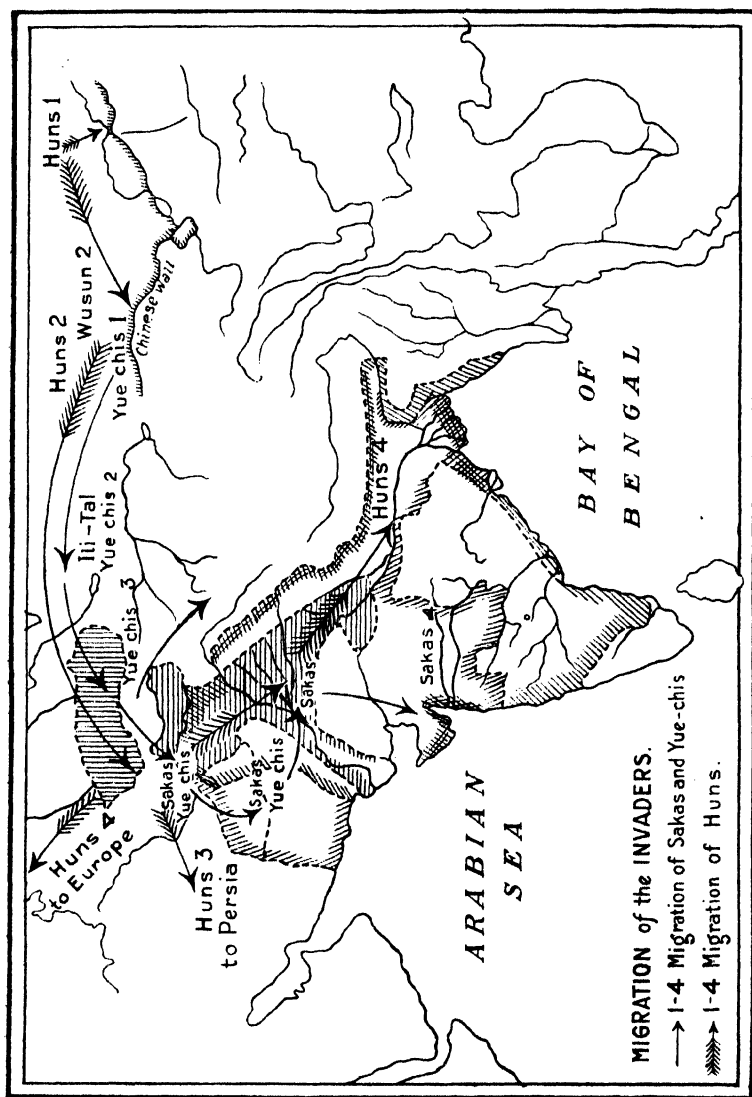 Huns 1
Huns 2
Wusun 2
Yue chis 1
Chinese wall
Ili-Tal
Yue chis 2
Yue chis 3
Huns 4
to Europe
Sakas
Yue chis
Huns 3
to Persia
Sakas
Yue chis
Sakas
Huns 4
Sakas
ARABIAN
SEA
BAY OF
BENGAL
MIGRATION of the INVADERS.
1-4 Migration of Sakas and Yue-chis
1-4 Migration of Huns.